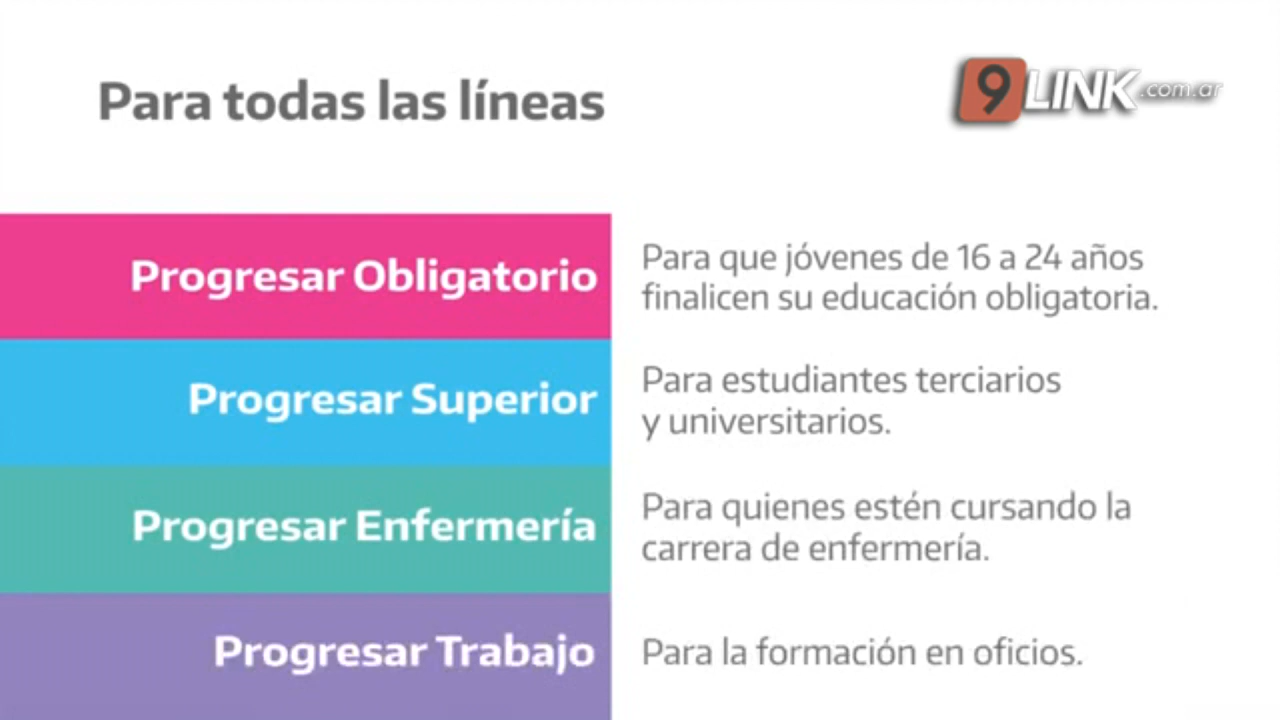 Para todas las líneas
9 LINK.com.ar
Progresar Obligatorio
Para que jóvenes de 16 a 24 años
finalicen su educación obligatoria.
Progresar Superior
Para estudiantes terciarios
y universitarios.
Progresar Enfermería
Para quienes estén cursando la
carrera de enfermería.
Progresar Trabajo
Para la formación en oficios.